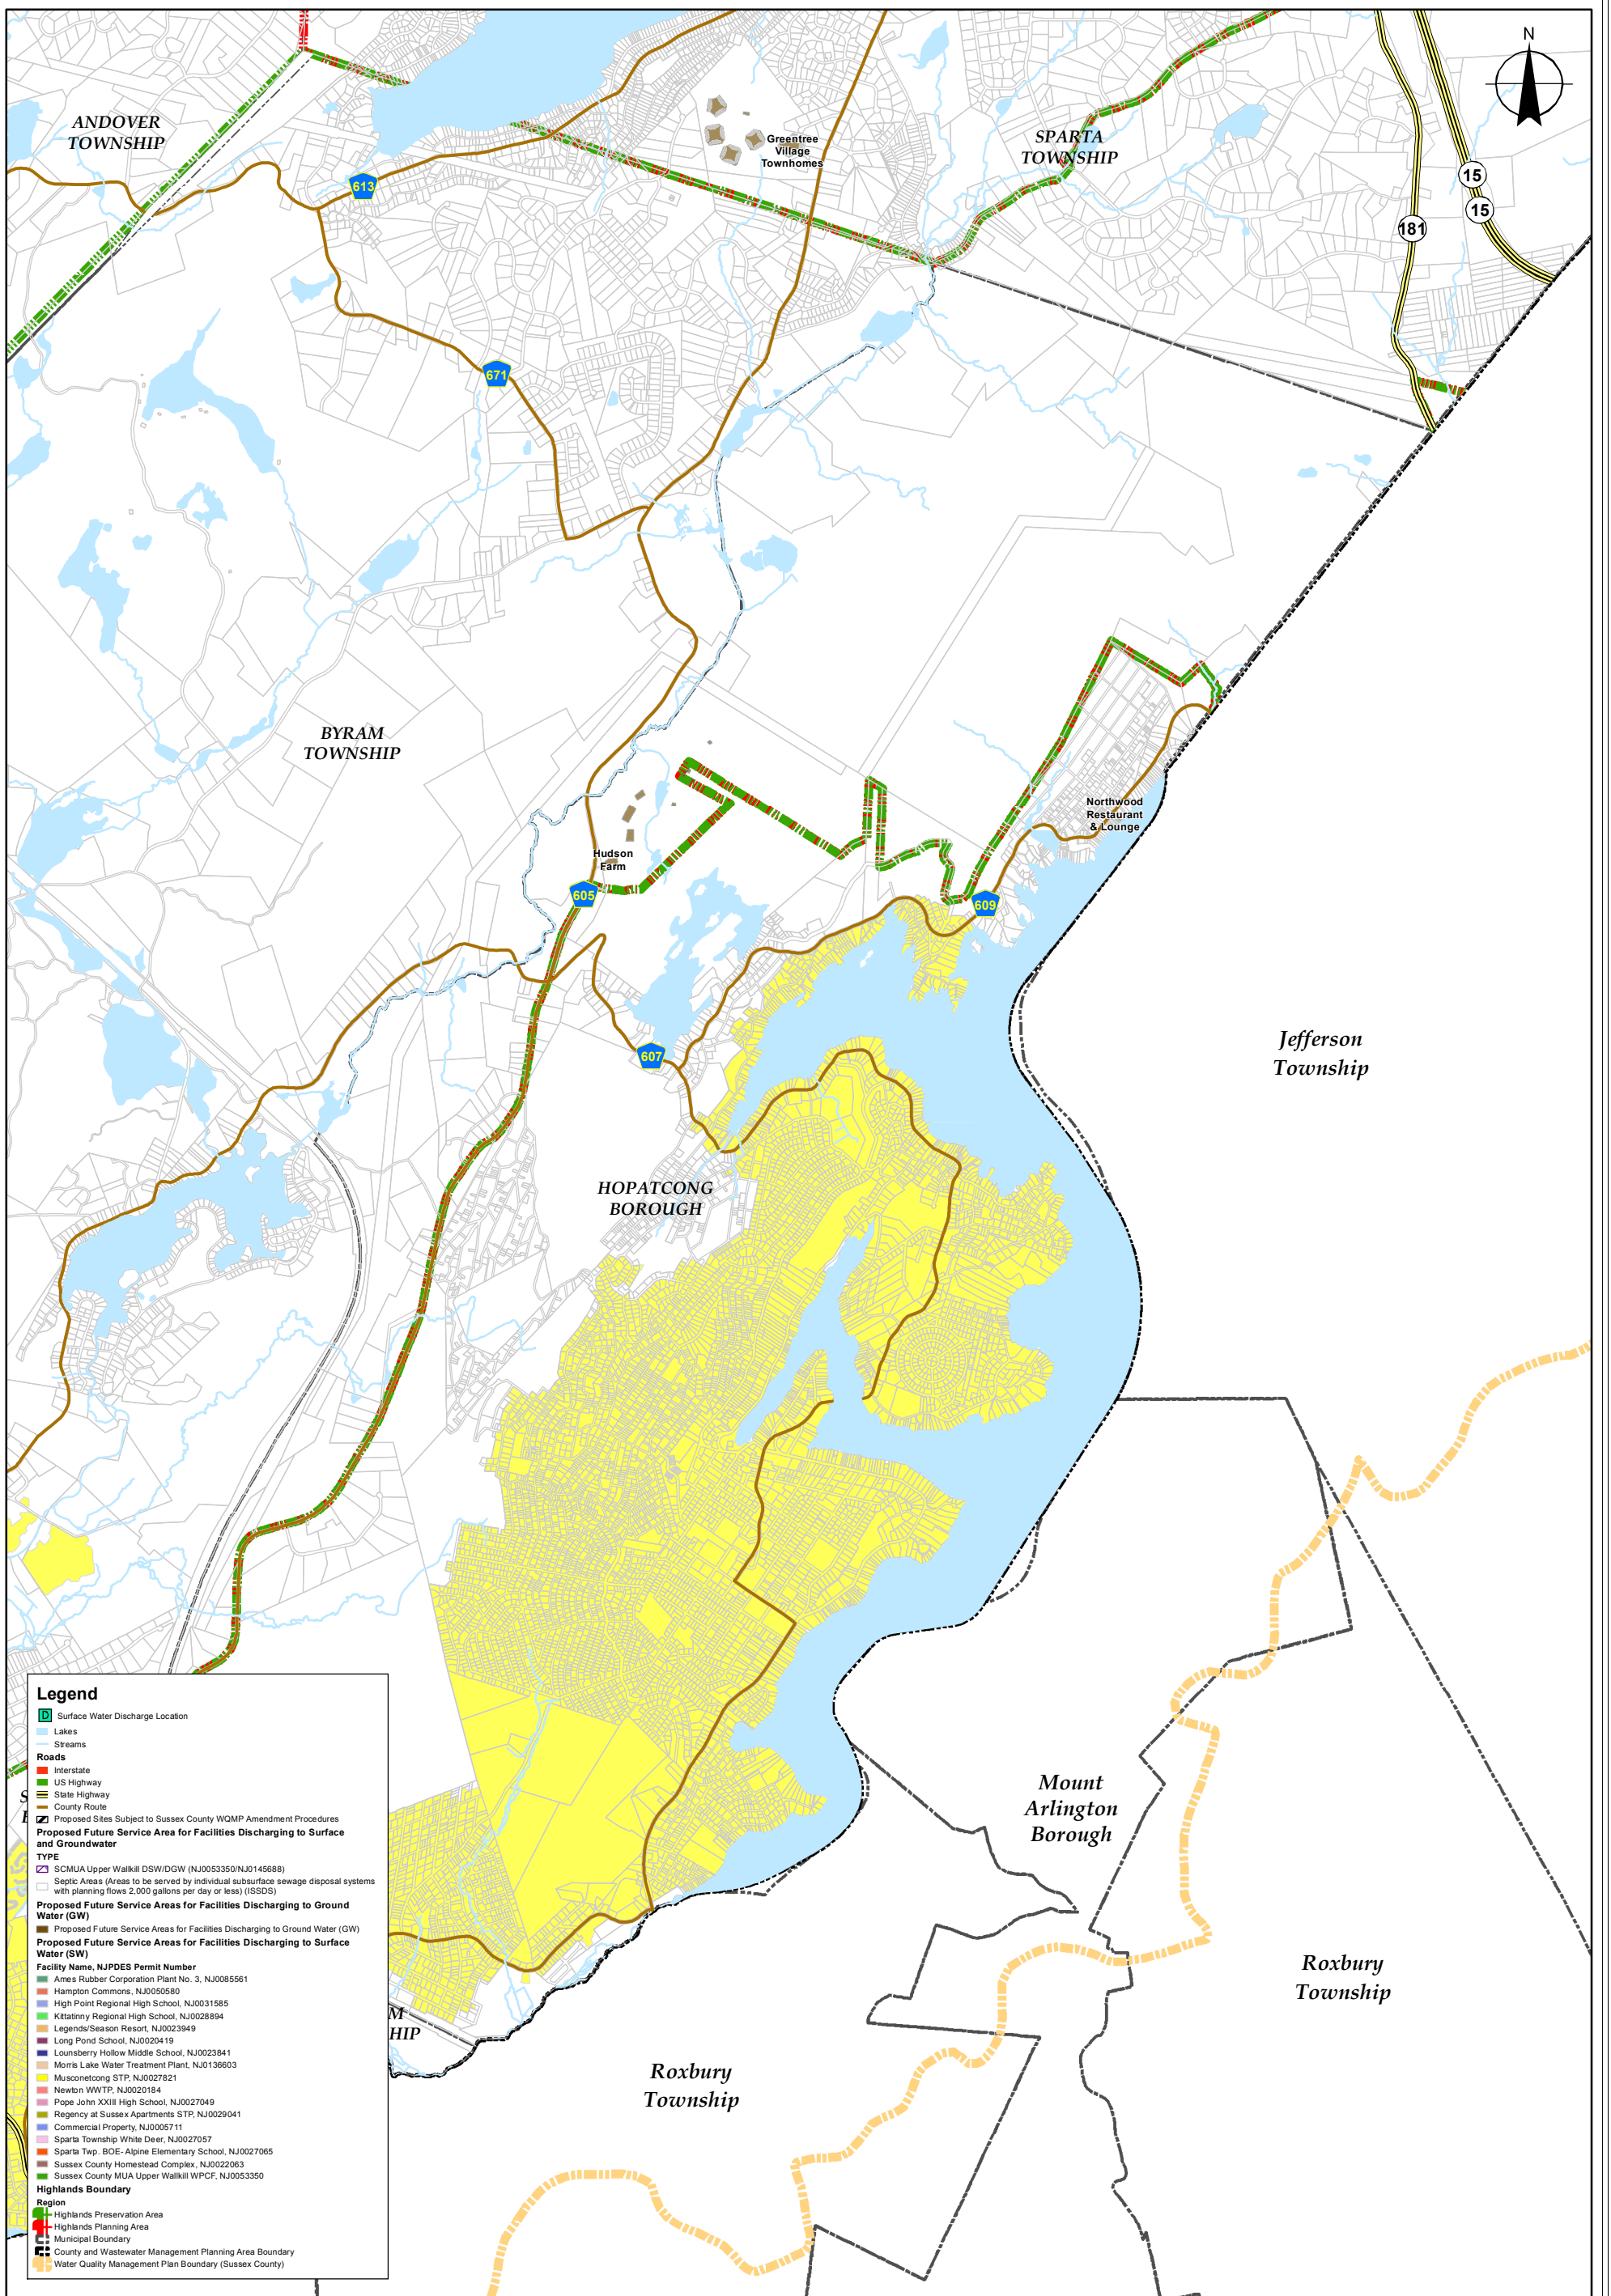 N
ANDOVER
TOWNSHIP
613
Greentree
Village
Townhomes
SPARTA
TOWNSHIP
15
15
181
671
BYRAM
TOWNSHIP
Northwood
Restaurant
& Lounge
Hudson
Farm
605
609
607
Jefferson
Township
HOPATCONG
BOROUGH
Mount
Arlington
Borough
Roxbury
Township
Roxbury
Township
M
HIP
S
Legend
D Surface Water Discharge Location
Lakes
Streams
Roads
Interstate
US Highway
State Highway
County Route
Proposed Sites Subject to Sussex County WQMP Amendment Procedures
Proposed Future Service Area for Facilities Discharging to Surface
and Groundwater
TYPE
SCMUA Upper Wallkill DSW/DGW (NJ0053350/NJ0145688)
Septic Areas (Areas to be served by individual subsurface sewage disposal systems
with planning flows 2,000 gallons per day or less) (ISSDS)
Proposed Future Service Areas for Facilities Discharging to Ground
Water (GW)
Proposed Future Service Areas for Facilities Discharging to Ground Water (GW)
Proposed Future Service Areas for Facilities Discharging to Surface
Water (SW)
Facility Name, NJPDES Permit Number
Ames Rubber Corporation Plant No. 3, NJ0085561
Hampton Commons, NJ0050580
High Point Regional High School, NJ0031585
Kittatinny Regional High School, NJ0028894
Legends/Season Resort, NJ0023949
Long Pond School, NJ0020419
Lounsberry Hollow Middle School, NJ0023841
Morris Lake Water Treatment Plant, NJ0136603
Musconetcong STP, NJ0027821
Newton WWTP, NJ0020184
Pope John XXIII High School, NJ0027049
Regency at Sussex Apartments STP, NJ0029041
Commercial Property, NJ0005711
Sparta Township White Deer, NJ0027057
Sparta Twp. BOE- Alpine Elementary School, NJ0027065
Sussex County Homestead Complex, NJ0022063
Sussex County MUA Upper Wallkill WPCF, NJ0053350
Highlands Boundary
Region
Highlands Preservation Area
Highlands Planning Area
Municipal Boundary
County and Wastewater Management Planning Area Boundary
Water Quality Management Plan Boundary (Sussex County)